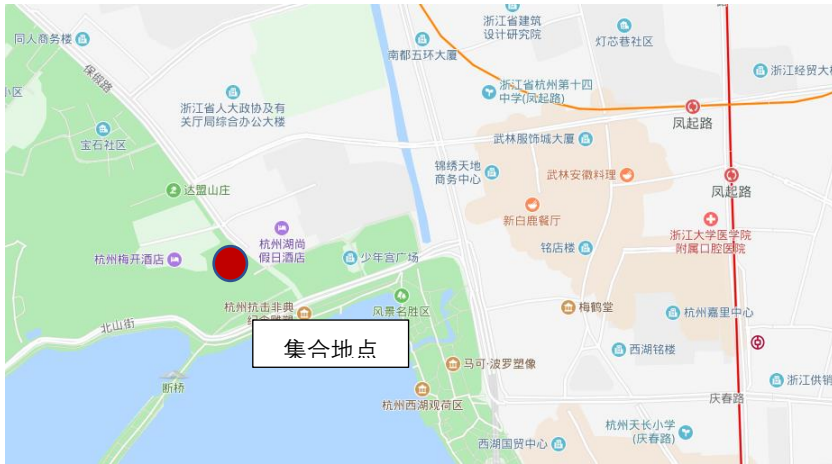 浙江省建筑
设计研究院
灯芯巷社区
同人商务楼
南都五环大厦
浙江经贸大
保俶路
小区
浙江省杭州第十四
中学(凤起路)
浙江省人大政协及有
关厅局综合办公大楼
凤起路
宝石社区
武林服饰城大厦
锦绣天地
商务中心
武林安徽料理
达盟山庄
凤起路
新白鹿餐厅
浙江大学医学院
附属口腔医院
杭州湖尚
假日酒店
铭店楼
杭州梅开酒店
少年宫广场
杭州抗击非典
风景名胜区
梅鹤堂
杭州嘉里中心
北山街
集合地点
西湖铭楼
马可·波罗塑像
断桥
浙江供销
杭州西湖观荷区
庆春路
杭州天长小学
(庆春路)
西湖国贸中心